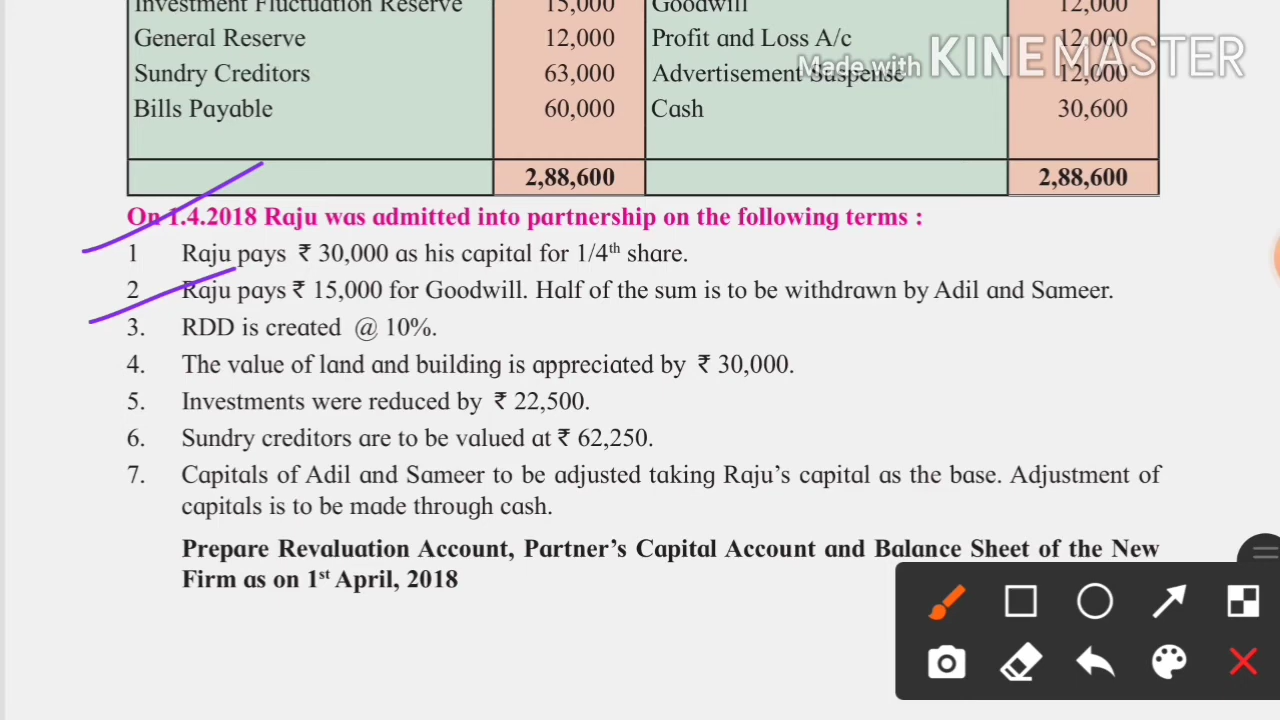 Investment Fluctuation Reserve 15,000 Goodwill 12,000
General Reserve 12,000 Profit and Loss A/c 12,000
Made with KINEMASTER
Sundry Creditors 63,000 Advertisement Suspense 12,000
Bills Payable 60,000 Cash 30,600
2,88,600 2,88,600
On 1.4.2018 Raju was admitted into partnership on the following terms :
1 Raju pays ₹ 30,000 as his capital for 1/4th share.
2 Raju pays ₹ 15,000 for Goodwill. Half of the sum is to be withdrawn by Adil and Sameer.
3. RDD is created @ 10%.
4. The value of land and building is appreciated by ₹ 30,000.
5. Investments were reduced by ₹ 22,500.
6. Sundry creditors are to be valued at ₹ 62,250.
7. Capitals of Adil and Sameer to be adjusted taking Raju's capital as the base. Adjustment of
capitals is to be made through cash.
Prepare Revaluation Account, Partner's Capital Account and Balance Sheet of the New
Firm as on 1st April, 2018